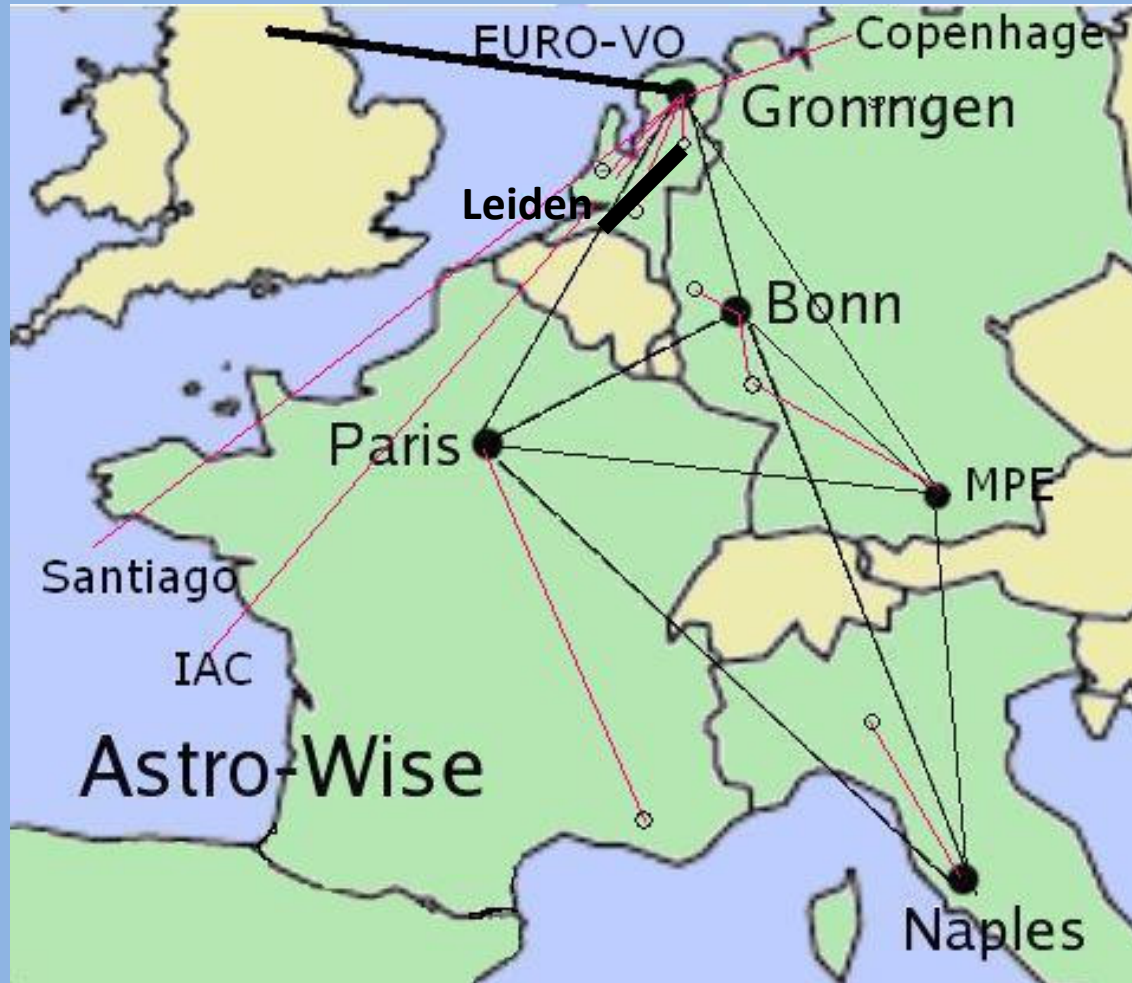 EURO-VO
Copenhage
Groningen
Leiden
Bonn
Paris
MPE
Santiago
IAC
Astro-Wise
Naples